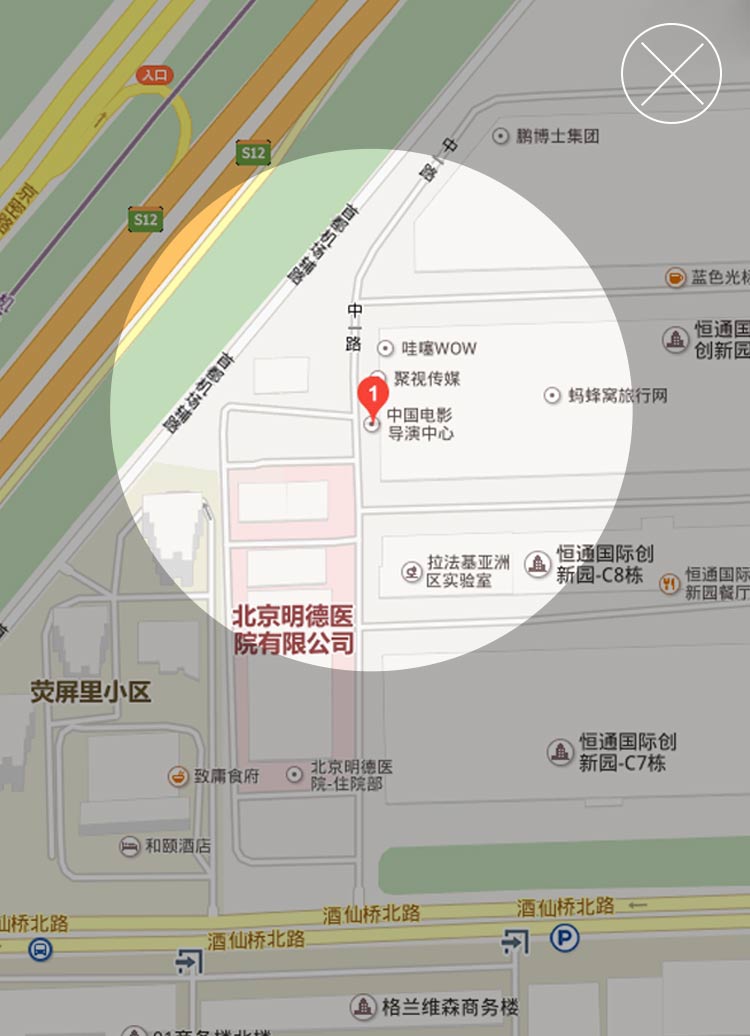 入口
中一路
鹏博士集团
S12
京密路
S12
首都机场辅路
蓝色光标
中一路
恒通国
创新园
哇噻WOW
首都机场辅路
聚视传媒
1
蚂蜂窝旅行网
中国电影
导演中心
恒通国际创
新园-C8栋
拉法基亚洲
区实验室
恒通国际
新园餐厅
北京明德医
院有限公司
荧屏里小区
恒通国际创
新园-C7栋
北京明德医
院-住院部
致庸食府
和颐酒店
酒仙桥北路
酒仙桥北路
仙桥北路
酒仙桥北路
P
格兰维森商务楼